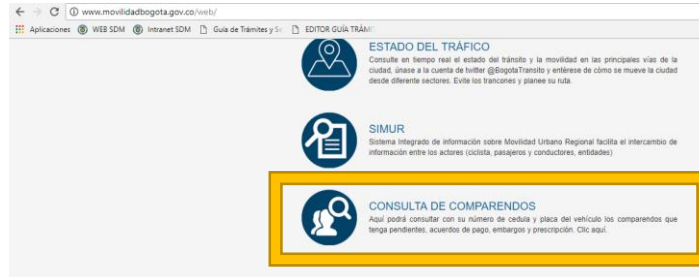 www.movilidadbogota.gov.co/web/
Aplicaciones WEB SDM Intranet SDM Guia de Trámites y Se EDITOR GUÍA TRÁM
ESTADO DEL TRÁFICO
Consulte en tiempo real el estado del tránsito y la movilidad en las principales vías de la
ciudad, únase a la cuenta de twitter @BogotaTransito y entérese de cómo se mueve la ciudad
desde diferente sectores. Evite los trancones y planee su ruta.
SIMUR
Sistema Integrado de información sobre Movilidad Urbano Regional facilita el intercambio de
información entre los actores (ciclista, pasajeros y conductores, entidades)
CONSULTA DE COMPARENDOS
Aquí podrá consultar con su número de cedula y placa del vehículo los comparendos que
tenga pendientes, acuerdos de pago, embargos y prescripción. Clic aquí.